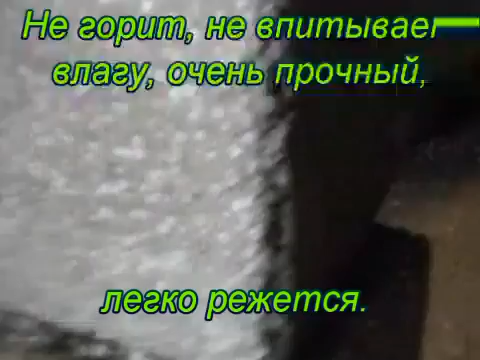 Не горит, не впитывает
влагу, очень прочный,
легко режется.